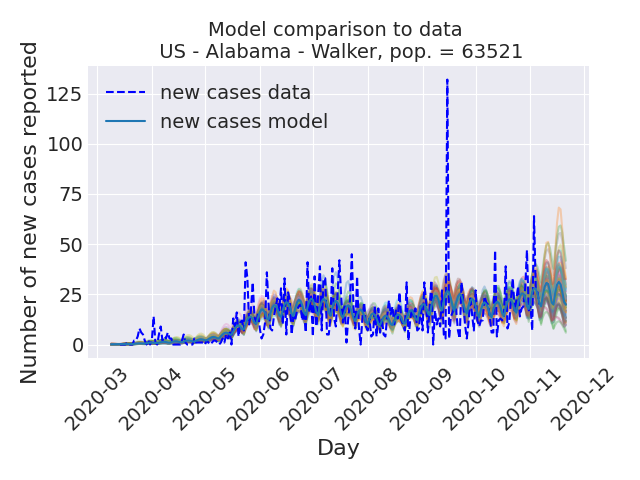 Model comparison to data
US - Alabama - Walker, pop. = 63521
Number of new cases reported
125
100
75
50
25
0
new cases data
new cases model
2020-03
2020-04
2020-05
2020-06
2020-07
2020-08
2020-09
2020-10
2020-11
2020-12
Day